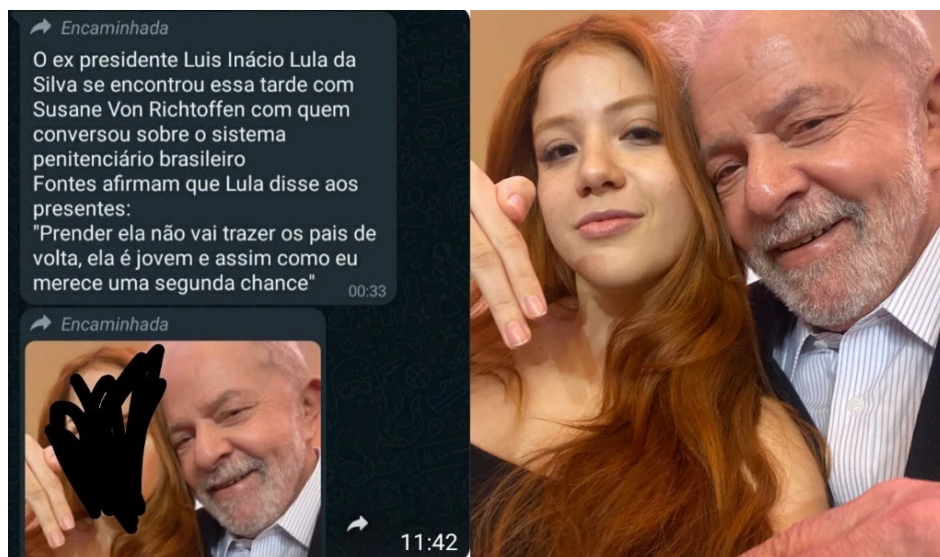 Encaminhada
O ex presidente Luis Inácio Lula da
Silva se encontrou essa tarde com
Susane Von Richtoffen com quem
conversou sobre o sistema
penitenciário brasileiro
Fontes afirmam que Lula disse aos
presentes:
"Prender ela não vai trazer os pais de
volta, ela é jovem e assim como eu
merece uma segunda chance"
00:33
Encaminhada
11:42